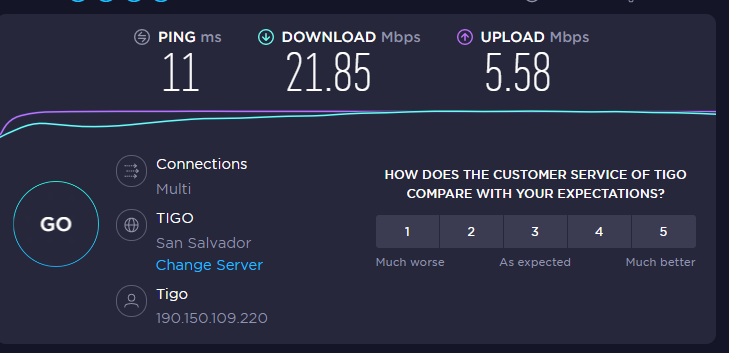 PING ms
DOWNLOAD Mbps
UPLOAD Mbps
11
21.85
5.58
GO
Connections
Multi
TIGO
San Salvador
Change Server
Tigo
190.150.109.220
HOW DOES THE CUSTOMER SERVICE OF TIGO
COMPARE WITH YOUR EXPECTATIONS?
1 2 3 4 5
Much worse As expected Much better